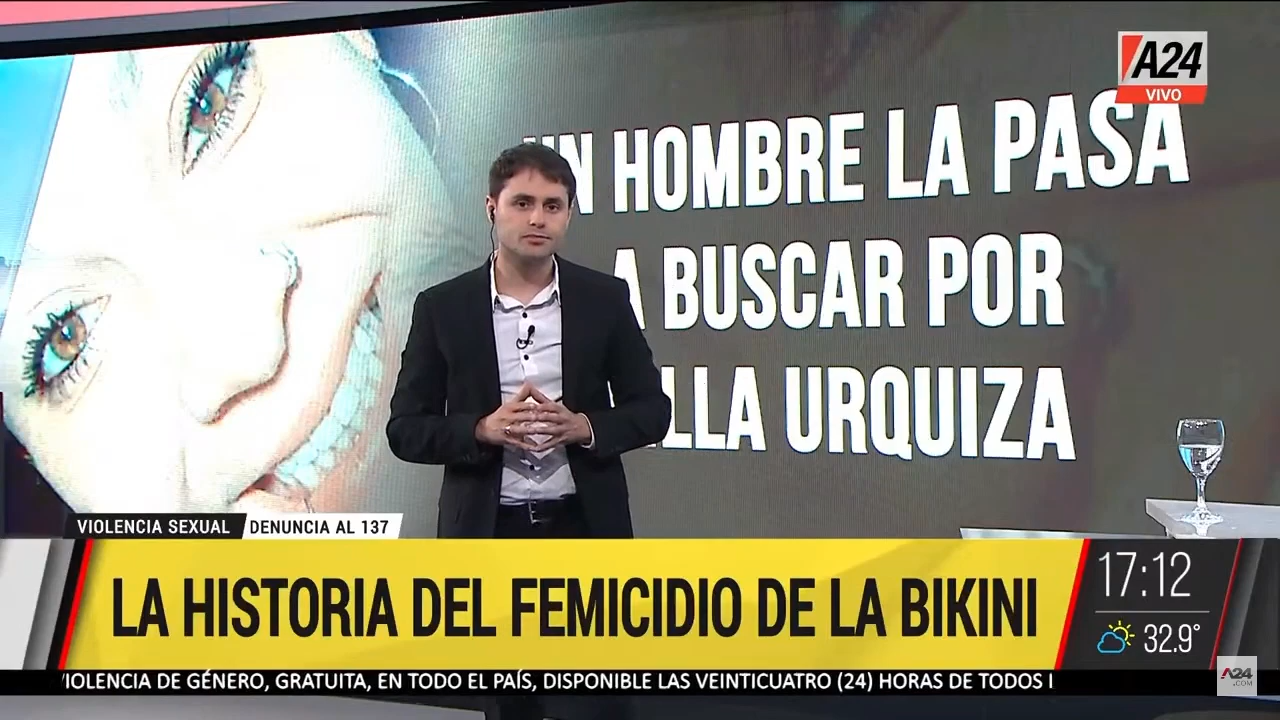 A24
VIVO
UN HOMBRE LA PASA
A BUSCAR POR
URQUIZA
VIOLENCIA SEXUAL DENUNCIA AL 137
LA HISTORIA DEL FEMICIDIO DE LA BIKINI
17:12
32.9°
VIOLENCIA DE GÉNERO, GRATUITA, EN TODO EL PAÍS, DISPONIBLE LAS VEINTICUATRO (24) HORAS DE TODOS
A24
.COM